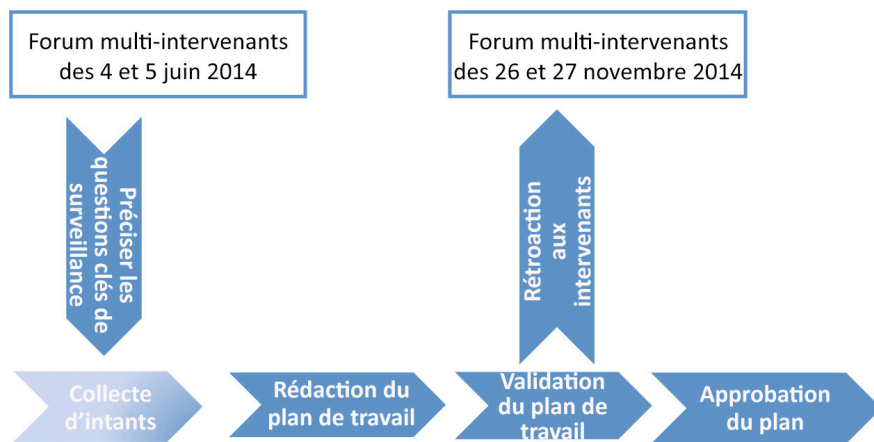 Forum multi-intervenants
des 4 et 5 juin 2014
Forum multi-intervenants
des 26 et 27 novembre 2014
Préciser les
questions clés de
surveillance
Rétroaction
aux
intervenants
Collecte
d'intants
Rédaction du
plan de travail
Validation
du plan de
travail
Approbation
du plan